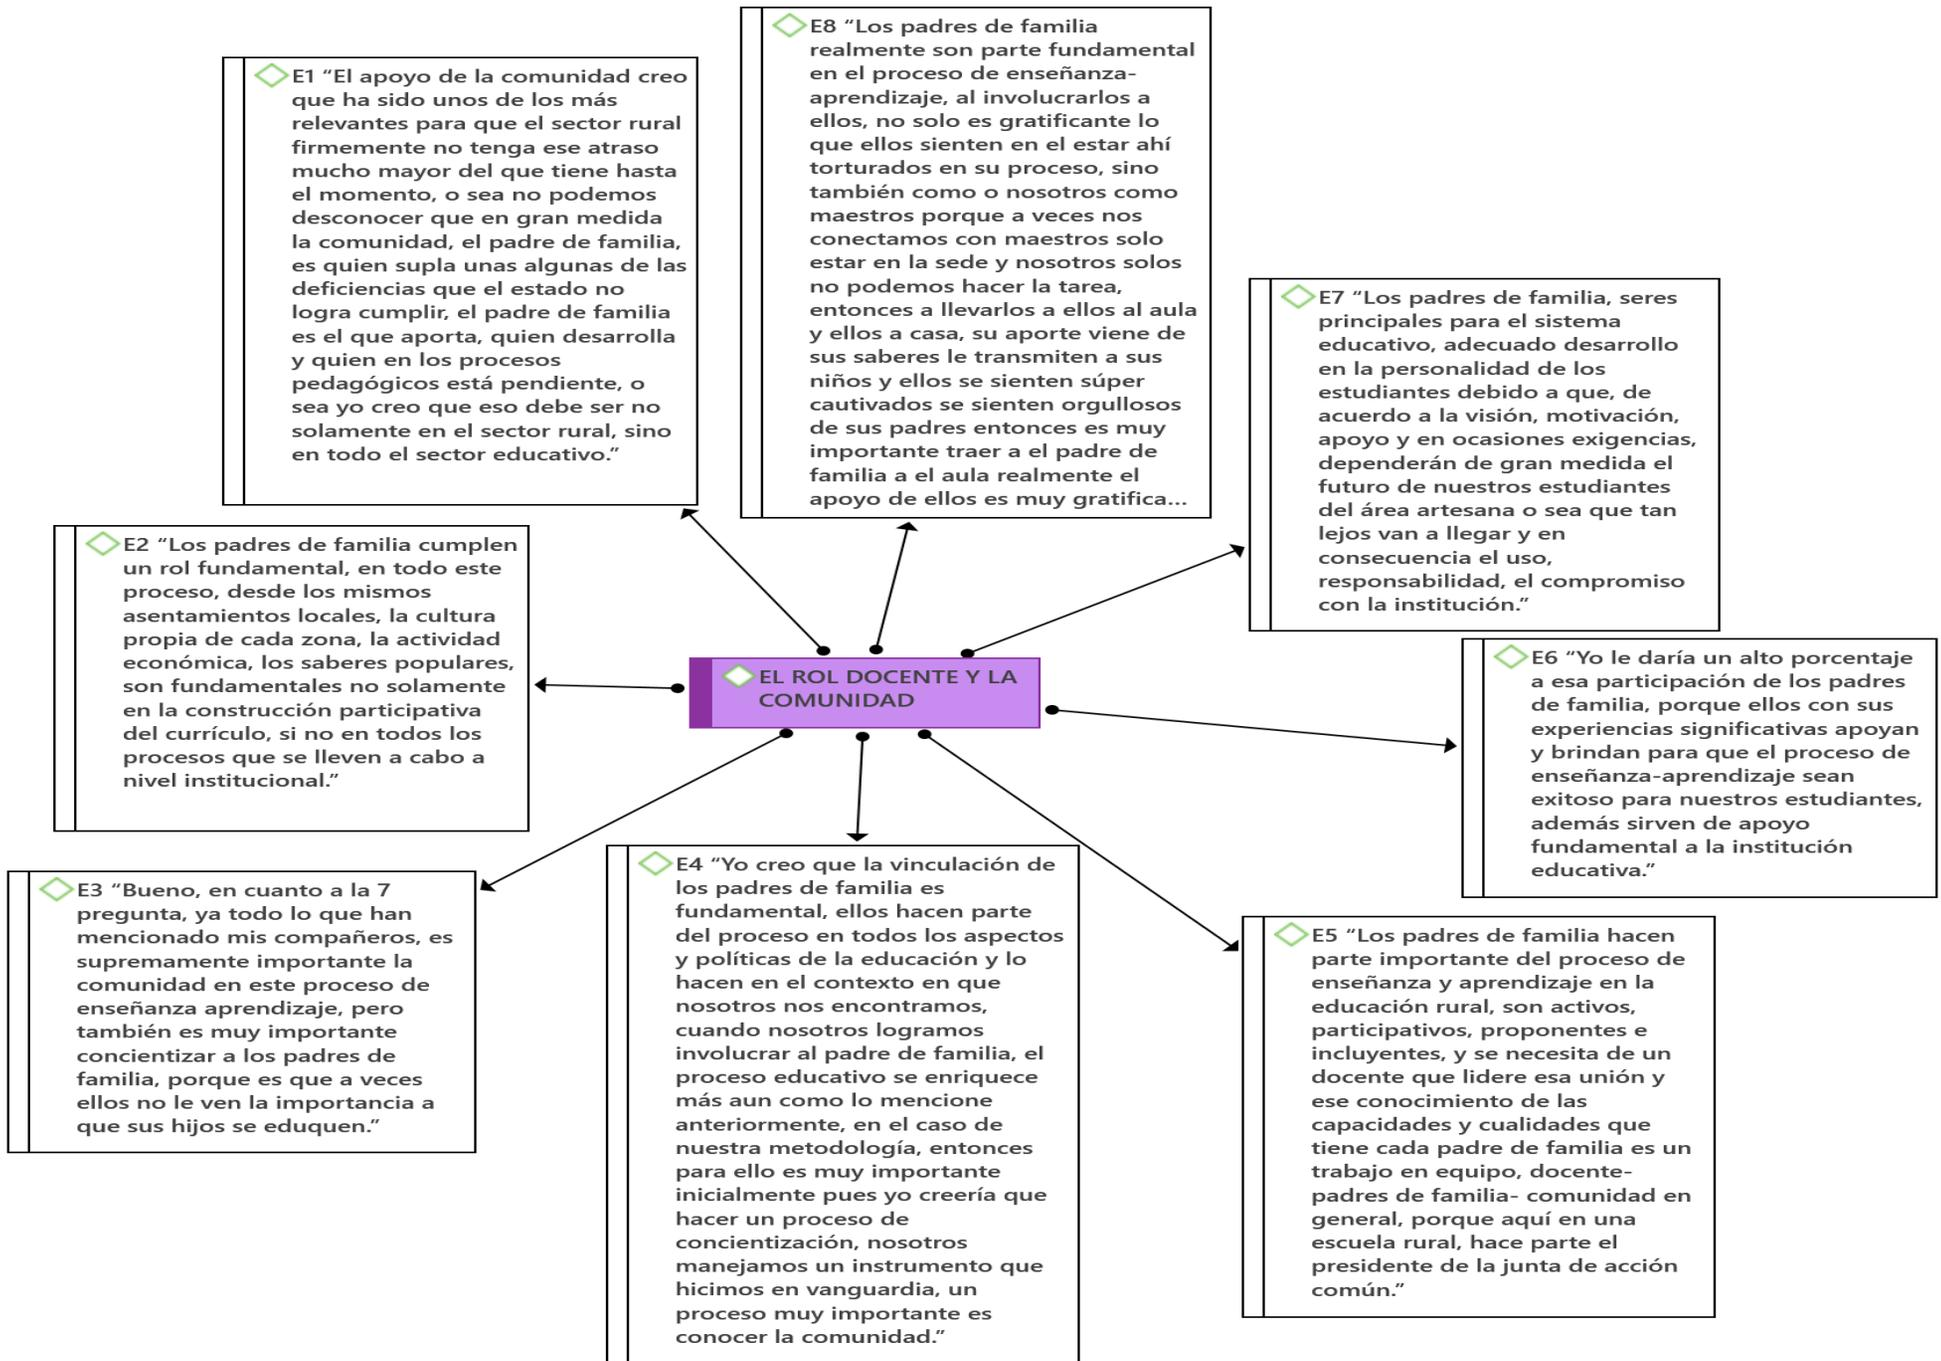 E1 “El apoyo de la comunidad creo
que ha sido unos de los más
relevantes para que el sector rural
firmemente no tenga ese atraso
mucho mayor del que tiene hasta
el momento, o sea no podemos
desconocer que en gran medida
la comunidad, el padre de familia,
es quien supla unas algunas de las
deficiencias que el estado no
logra cumplir, el padre de familia
es el que aporta, quien desarrolla
y quien en los procesos
pedagógicos está pendiente, o
sea yo creo que eso debe ser no
solamente en el sector rural, sino
en todo el sector educativo.”
E8 “Los padres de familia
realmente son parte fundamental
en el proceso de enseñanza-
aprendizaje, al involucrarlos a
ellos, no solo es gratificante lo
que ellos sienten en el estar ahí
torturados en su proceso, sino
también como o nosotros como
maestros porque a veces nos
conectamos con maestros solo
estar en la sede y nosotros solos
no podemos hacer la tarea,
entonces a llevarlos a ellos al aula
y ellos a casa, su aporte viene de
sus saberes le transmiten a sus
niños y ellos se sienten súper
cautivados se sienten orgullosos
de sus padres entonces es muy
importante traer a el padre de
familia a el aula realmente el
apoyo de ellos es muy gratifica...
E7 “Los padres de familia, seres
principales para el sistema
educativo, adecuado desarrollo
en la personalidad de los
estudiantes debido a que, de
acuerdo a la visión, motivación,
apoyo y en ocasiones exigencias,
dependerán de gran medida el
futuro de nuestros estudiantes
del área artesana o sea que tan
lejos van a llegar y en
consecuencia el uso,
responsabilidad, el compromiso
con la institución.”
E2 “Los padres de familia cumplen
un rol fundamental, en todo este
proceso, desde los mismos
asentamientos locales, la cultura
propia de cada zona, la actividad
económica, los saberes populares,
son fundamentales no solamente
en la construcción participativa
del currículo, si no en todos los
procesos que se lleven a cabo a
nivel institucional.”
EL ROL DOCENTE Y LA
COMUNIDAD
E6 “Yo le daría un alto porcentaje
a esa participación de los padres
de familia, porque ellos con sus
experiencias significativas apoyan
y brindan para que el proceso de
enseñanza-aprendizaje sean
exitoso para nuestros estudiantes,
además sirven de apoyo
fundamental a la institución
educativa.”
E3 “Bueno, en cuanto a la 7
pregunta, ya todo lo que han
mencionado mis compañeros, es
supremamente importante la
comunidad en este proceso de
enseñanza aprendizaje, pero
también es muy importante
concientizar a los padres de
familia, porque es que a veces
ellos no le ven la importancia a
que sus hijos se eduquen.”
E4 “Yo creo que la vinculación de
los padres de familia es
fundamental, ellos hacen parte
del proceso en todos los aspectos
y políticas de la educación y lo
hacen en el contexto en que
nosotros nos encontramos,
cuando nosotros logramos
involucrar al padre de familia, el
proceso educativo se enriquece
más aun como lo mencione
anteriormente, en el caso de
nuestra metodología, entonces
para ello es muy importante
inicialmente pues yo creería que
hacer un proceso de
concientización, nosotros
manejamos un instrumento que
hicimos en vanguardia, un
proceso muy importante es
conocer la comunidad.”
E5 “Los padres de familia hacen
parte importante del proceso de
enseñanza y aprendizaje en la
educación rural, son activos,
participativos, proponentes e
incluyentes, y se necesita de un
docente que lidere esa unión y
ese conocimiento de las
capacidades y cualidades que
tiene cada padre de familia es un
trabajo en equipo, docente-
padres de familia- comunidad en
general, porque aquí en una
escuela rural, hace parte el
presidente de la junta de acción
común.”